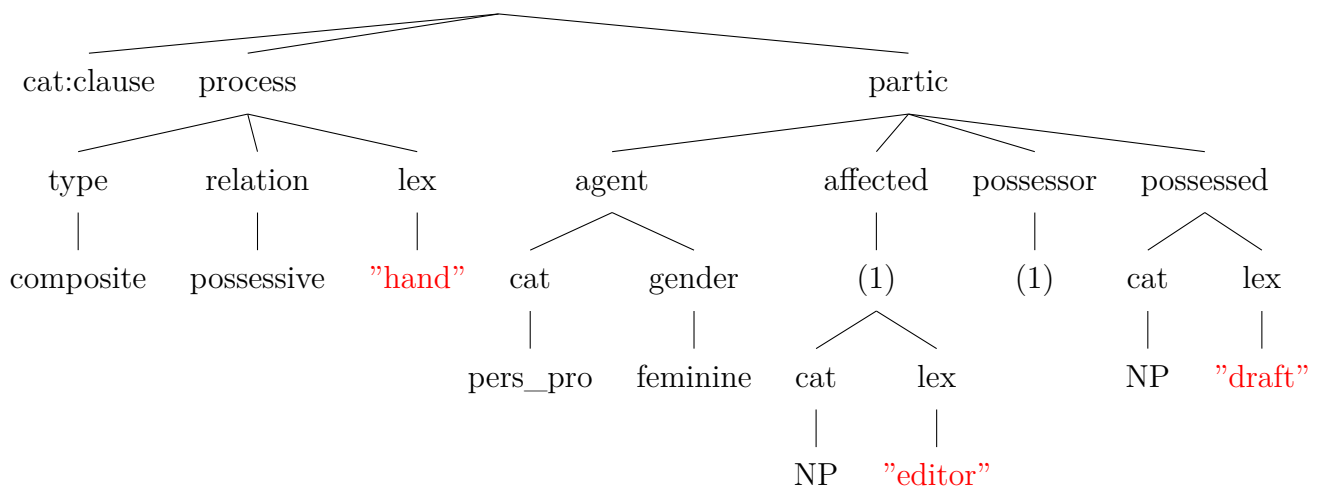 cat:clause process partic
type relation lex agent affected possessor possessed
composite possessive ”hand” cat gender (1) (1) cat lex
pers_pro feminine cat lex NP ”draft”
NP ”editor”